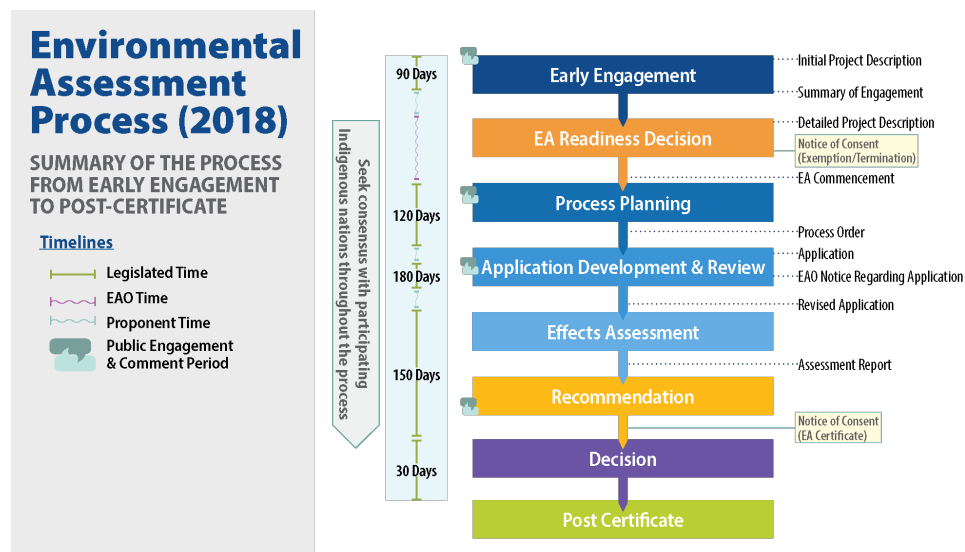 Environmental
Assessment
Process (2018)
SUMMARY OF THE PROCESS
FROM EARLY ENGAGEMENT
TO POST-CERTIFICATE
Timelines
Legislated Time
EAO Time
Proponent Time
Public Engagement
& Comment Period
Seek consensus with participating
Indigenous nations throughout the process
90 Days
120 Days
180 Days
150 Days
30 Days
Early Engagement
EA Readiness Decision
Process Planning
Application Development & Review
Effects Assessment
Recommendation
Decision
Post Certificate
Initial Project Description
Summary of Engagement
Detailed Project Description
Notice of Consent
(Exemption/Termination)
EA Commencement
Process Order
Application
EAO Notice Regarding Application
Revised Application
Assessment Report
Notice of Consent
(EA Certificate)